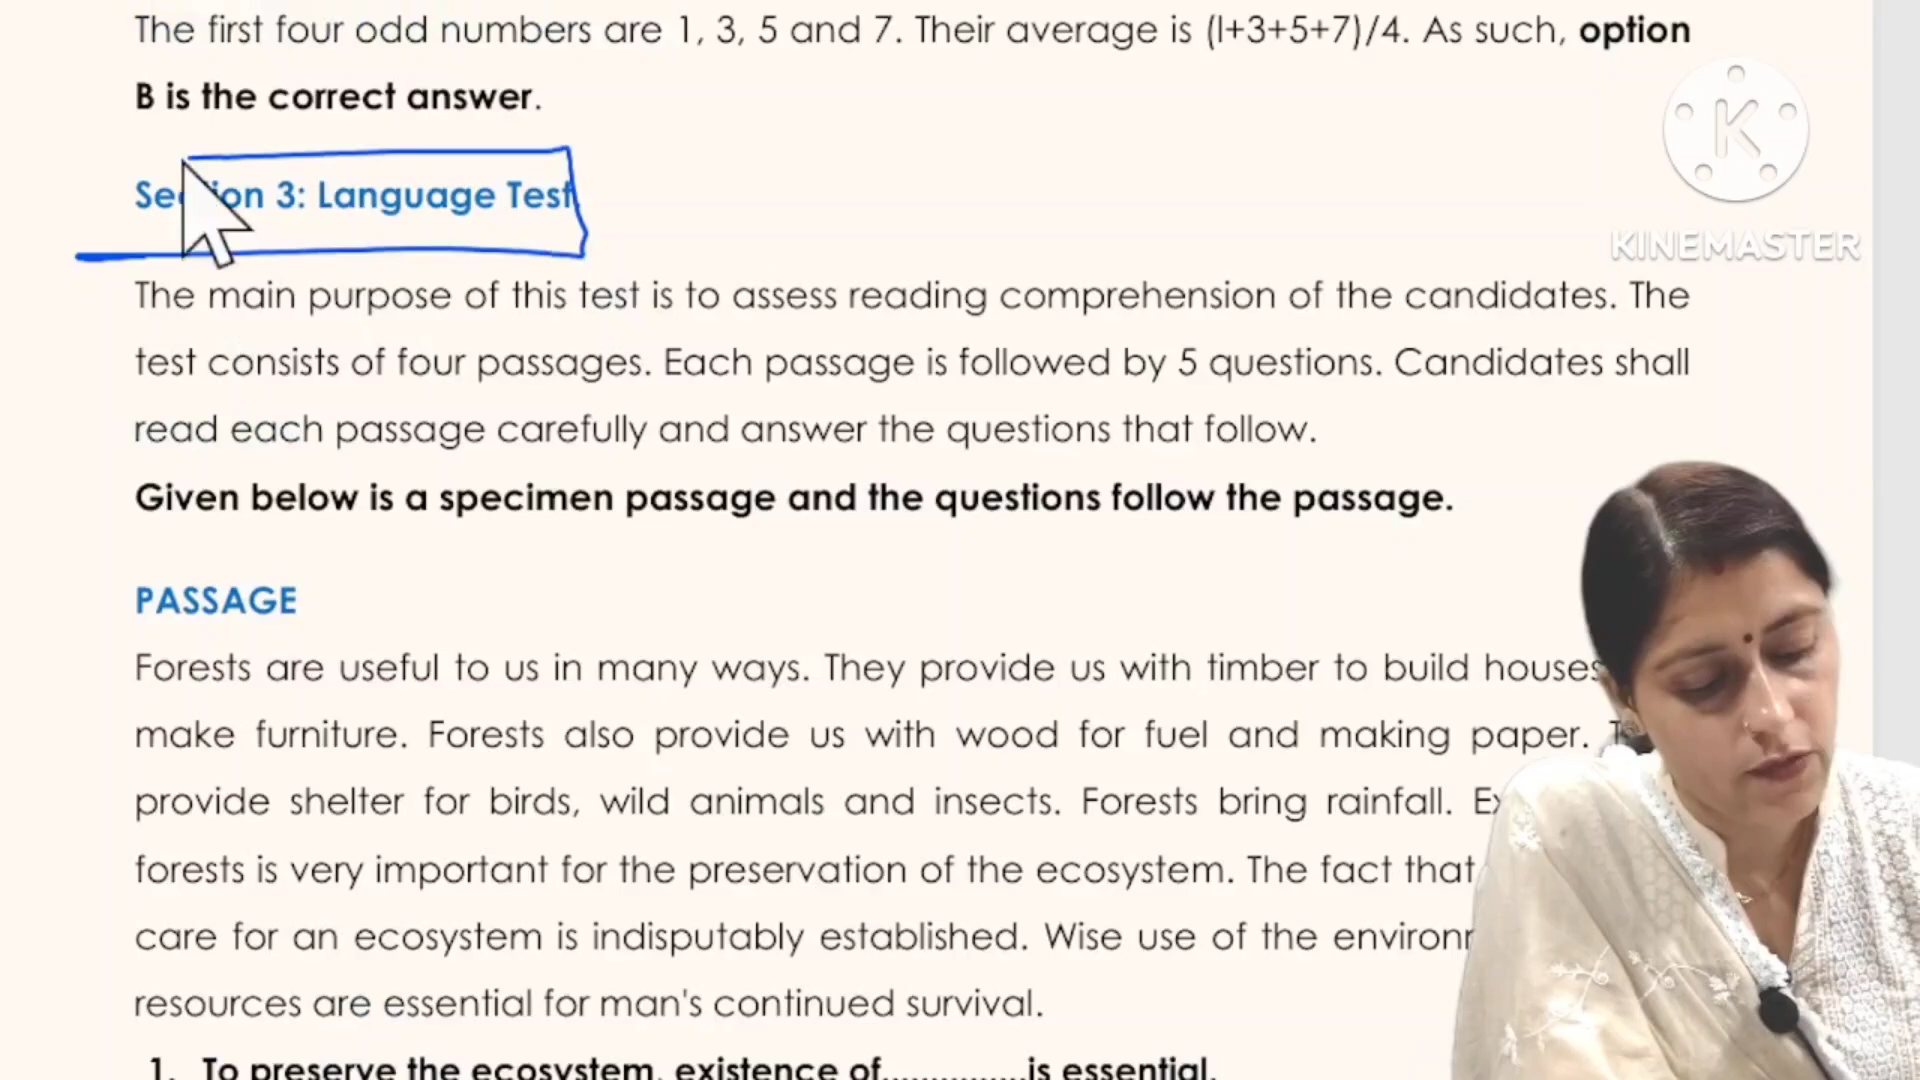 The first four odd numbers are 1, 3, 5 and 7. Their average is (l+3+5+7)/4. As such, option
B is the correct answer.
K
KINEMASTER
Section 3: Language Test
The main purpose of this test is to assess reading comprehension of the candidates. The
test consists of four passages. Each passage is followed by 5 questions. Candidates shall
read each passage carefully and answer the questions that follow.
Given below is a specimen passage and the questions follow the passage.
PASSAGE
Forests are useful to us in many ways. They provide us with timber to build houses
make furniture. Forests also provide us with wood for fuel and making paper.
provide shelter for birds, wild animals and insects. Forests bring rainfall.
forests is very important for the preservation of the ecosystem. The fact that
care for an ecosystem is indisputably established. Wise use of the
resources are essential for man's continued survival.
1. To preserve the ecosystem, existence of..............is essential.